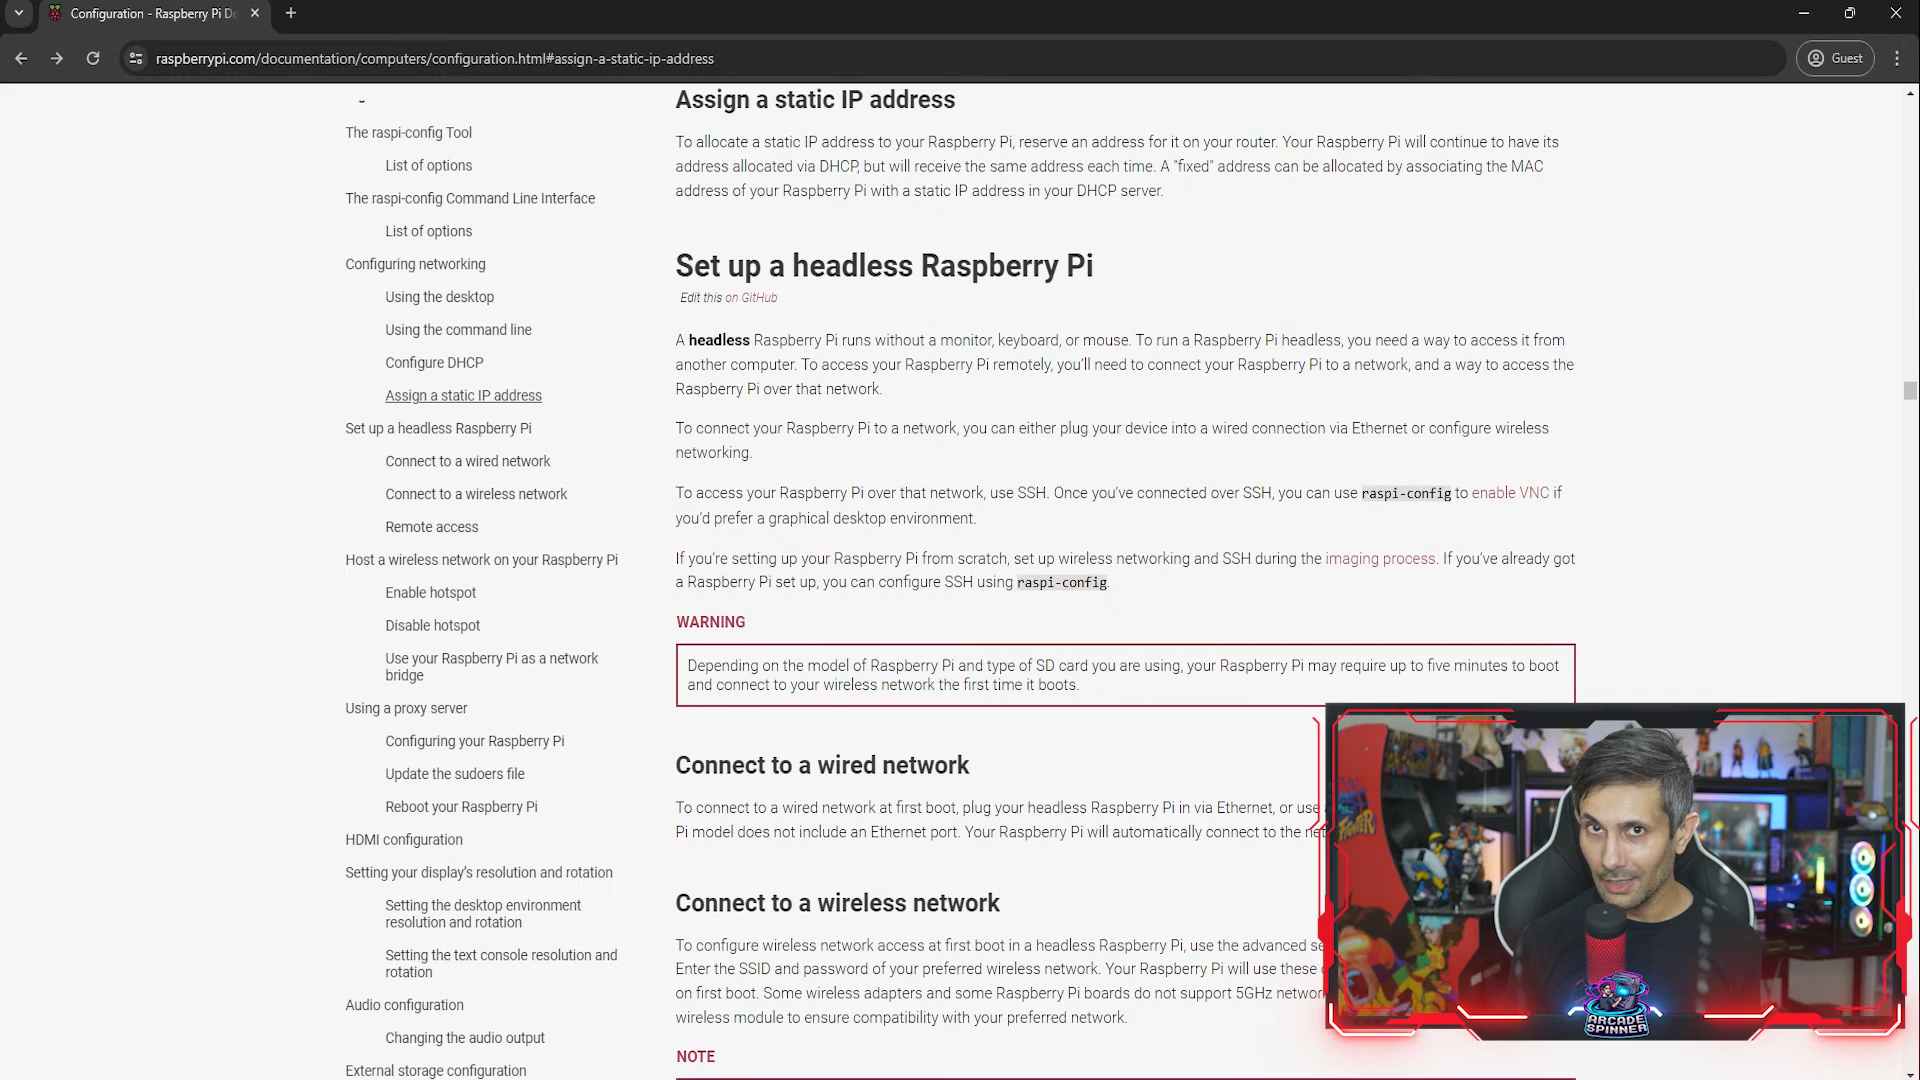 Configuration - Raspberry Pi Do
raspberrypi.com/documentation/computers/configuration.html#assign-a-static-ip-address
Guest
The raspi-config Tool
List of options
The raspi-config Command Line Interface
List of options
Configuring networking
Using the desktop
Using the command line
Configure DHCP
Assign a static IP address
Set up a headless Raspberry Pi
Connect to a wired network
Connect to a wireless network
Remote access
Host a wireless network on your Raspberry Pi
Enable hotspot
Disable hotspot
Use your Raspberry Pi as a network
bridge
Using a proxy server
Configuring your Raspberry Pi
Update the sudoers file
Reboot your Raspberry Pi
HDMI configuration
Setting your display's resolution and rotation
Setting the desktop environment
resolution and rotation
Setting the text console resolution and
rotation
Audio configuration
Changing the audio output
External storage configuration
Assign a static IP address
To allocate a static IP address to your Raspberry Pi, reserve an address for it on your router. Your Raspberry Pi will continue to have its
address allocated via DHCP, but will receive the same address each time. A "fixed" address can be allocated by associating the MAC
address of your Raspberry Pi with a static IP address in your DHCP server.
Set up a headless Raspberry Pi
Edit this on GitHub
A headless Raspberry Pi runs without a monitor, keyboard, or mouse. To run a Raspberry Pi headless, you need a way to access it from
another computer. To access your Raspberry Pi remotely, you'll need to connect your Raspberry Pi to a network, and a way to access the
Raspberry Pi over that network.
To connect your Raspberry Pi to a network, you can either plug your device into a wired connection via Ethernet or configure wireless
networking.
To access your Raspberry Pi over that network, use SSH. Once you've connected over SSH, you can use raspi-config to enable VNC if
you'd prefer a graphical desktop environment.
If you're setting up your Raspberry Pi from scratch, set up wireless networking and SSH during the imaging process. If you've already got
a Raspberry Pi set up, you can configure SSH using raspi-config.
WARNING
Depending on the model of Raspberry Pi and type of SD card you are using, your Raspberry Pi may require up to five minutes to boot
and connect to your wireless network the first time it boots.
Connect to a wired network
To connect to a wired network at first boot, plug your headless Raspberry Pi in via Ethernet, or use
Pi model does not include an Ethernet port. Your Raspberry Pi will automatically connect to the
Connect to a wireless network
To configure wireless network access at first boot in a headless Raspberry Pi, use the advanced
Enter the SSID and password of your preferred wireless network. Your Raspberry Pi will use these
on first boot. Some wireless adapters and some Raspberry Pi boards do not support 5GHz
wireless module to ensure compatibility with your preferred network.
NOTE
ARCADE
SPINNER